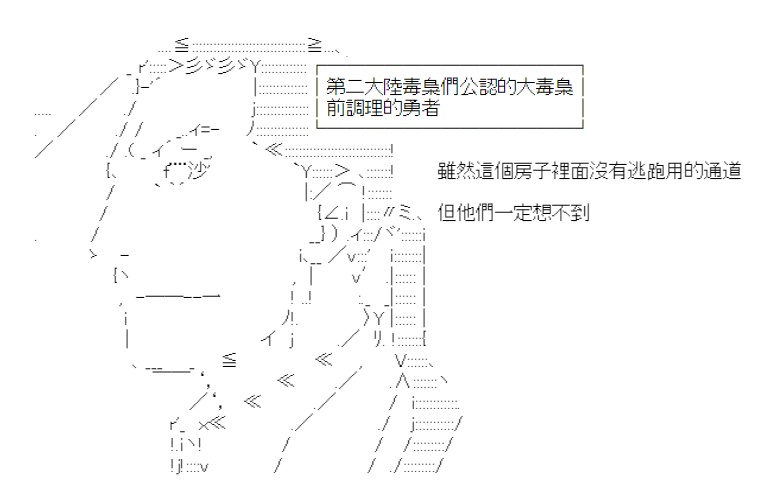 第二大陸毒梟們公認的大毒梟
前調理的勇者
雖然這個房子裡面沒有逃跑用的通道
但他們一定想不到